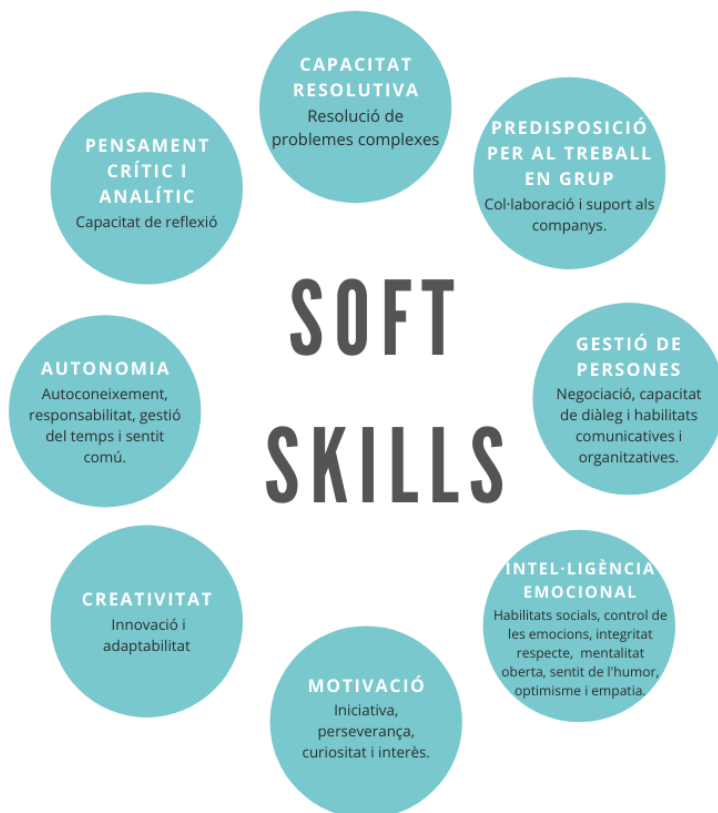 CAPACITAT
RESOLUTIVA
Resolució de
problemes complexes
PREDISPOSICIÓ
PER AL TREBALL
EN GRUP
Col·laboració i suport als
companys.
GESTIÓ DE
PERSONES
Negociació, capacitat
de diàleg i habilitats
comunicatives i
organitzatives.
INTEL·LIGÈNCIA
EMOCIONAL
Habilitats socials, control de
les emocions, integritat
respecte, mentalitat
oberta, sentit de l'humor,
optimisme i empatia.
MOTIVACIÓ
Iniciativa,
perseverança,
curiositat i interès.
CREATIVITAT
Innovació i
adaptabilitat
AUTONOMIA
Autoconeixement,
responsabilitat, gestió
del temps i sentit
comú.
PENSAMENT
CRÍTIC I
ANALÍTIC
Capacitat de reflexió
SOFT
SKILLS